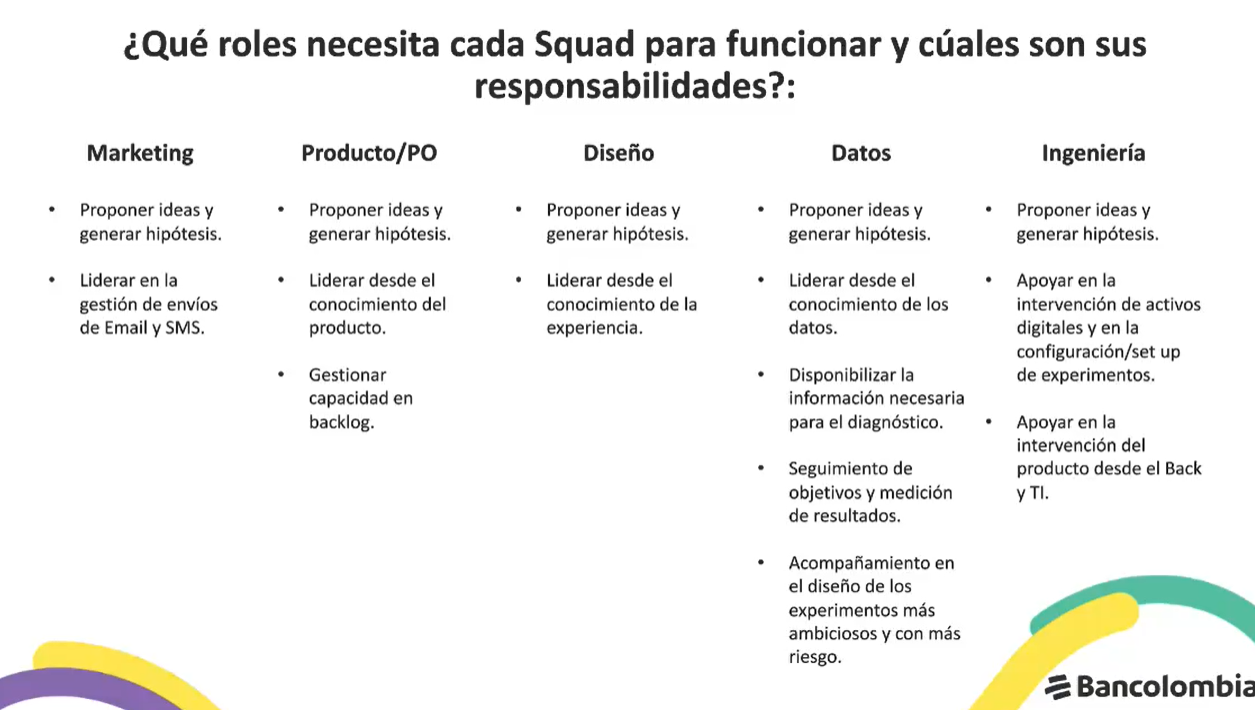 ¿Qué roles necesita cada Squad para funcionar y cúales son sus
responsabilidades?:
Marketing
• Proponer ideas y
generar hipótesis.
• Liderar en la
gestión de envíos
de Email y SMS.
Producto/PO
• Proponer ideas y
generar hipótesis.
• Liderar desde el
conocimiento del
producto.
• Gestionar
capacidad en
backlog.
Diseño
• Proponer ideas y
generar hipótesis.
• Liderar desde el
conocimiento de la
experiencia.
Datos
• Proponer ideas y
generar hipótesis.
• Liderar desde el
conocimiento de los
datos.
• Disponibilizar la
información necesaria
para el diagnóstico.
• Seguimiento de
objetivos y medición
de resultados.
• Acompañamiento en
el diseño de los
experimentos más
ambiciosos y con más
riesgo.
Ingeniería
• Proponer ideas y
generar hipótesis.
• Apoyar en la
intervención de activos
digitales y en la
configuración/set up
de experimentos.
• Apoyar en la
intervención del
producto desde el Back
y TI.
Bancolombia